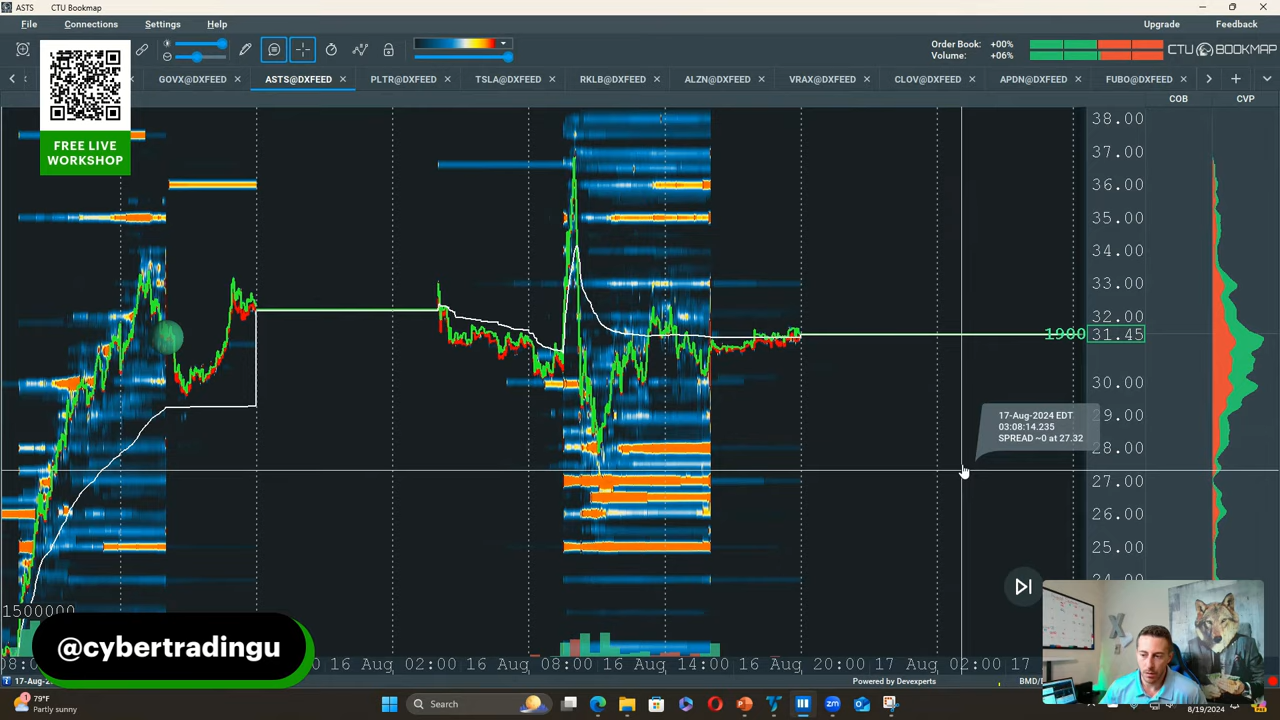 ASTS
CTU Bookmap
File
Connections
Settings
Help
Upgrade
Feedback
Order Book: +00%
Volume: +06%
CTU BOOKMAP
GOVX@DXFEED
ASTS@DXFEED
PLTR@DXFEED
TSLA@DXFEED
RKLB@DXFEED
ALZN@DXFEED
VRAX@DXFEED
CLOV@DXFEED
APDN@DXFEED
FUBO@DXFEED
COB
CVP
FREE LIVE
WORKSHOP
38.00
37.00
36.00
35.00
34.00
33.00
32.00
1900
31.45
30.00
29.00
28.00
27.00
26.00
25.00
24.00
17-Aug-2024 EDT
03:08:14.235
SPREAD ~0 at 27.32
1500000
@cybertradingu
08:00
16 Aug
02:00 16 Aug
08:00
16 Aug
14:00
16 Aug
20:00 17 Aug
02:00 17
Powered by Devexperts
79°F
Partly sunny
Search
zm
8/19/2024